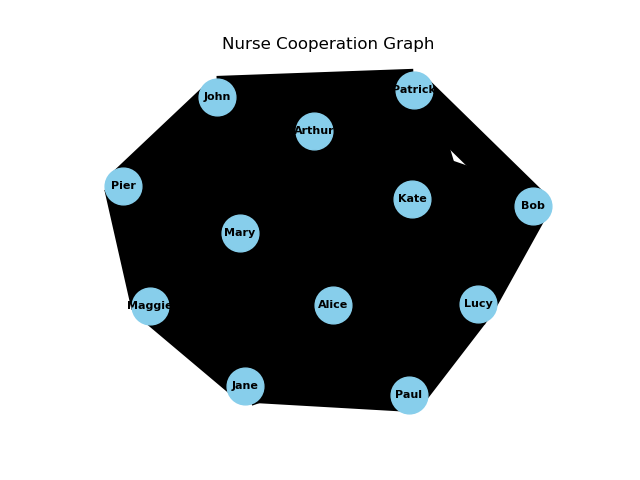 Nurse Cooperation Graph
Patrick
John
Arthur
Pier
Kate
Bob
Mary
Maggie
Alice
Lucy
Jane
Paul